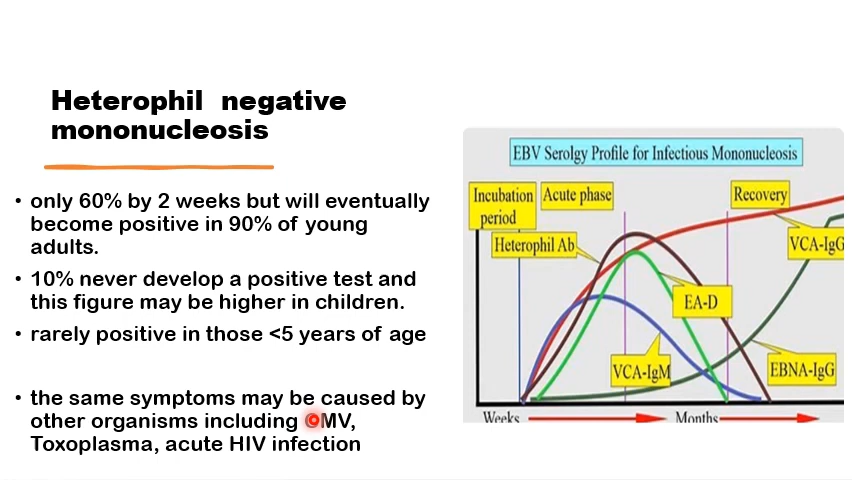 Heterophil negative
mononucleosis
• only 60% by 2 weeks but will eventually
become positive in 90% of young
adults.
• 10% never develop a positive test and
this figure may be higher in children.
• rarely positive in those <5 years of age
• the same symptoms may be caused by
other organisms including CMV,
Toxoplasma, acute HIV infection
EBV Serolgy Profile for Infectious Mononucleosis
Incubation
period
Acute phase
Recovery
Heterophil Ab
VCA-IgG
EA-D
VCA-IgM
EBNA-IgG
Weeks
Months